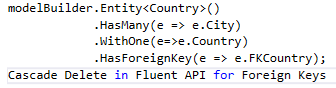 modelBuilder.Entity<Country>()
.HasMany(e => e.City)
.WithOne(e=>e.Country)
.HasForeignKey(e => e.FKCountry);
Cascade Delete in Fluent API for Foreign Keys